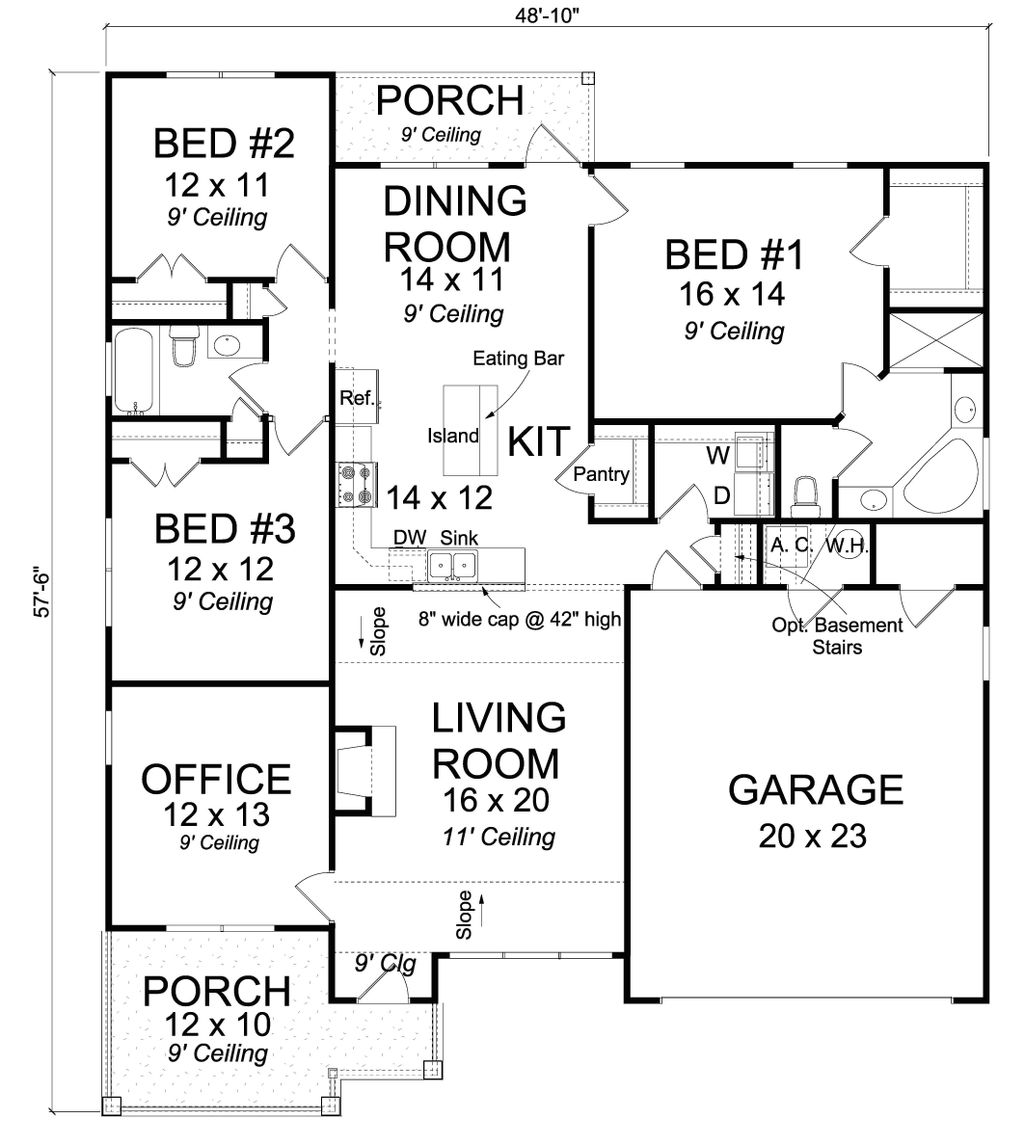 48'-10"
PORCH
9' Ceiling
BED #2
12 x 11
9' Ceiling
DINING
ROOM
14 x 11
9' Ceiling
BED #1
16 x 14
9' Ceiling
Eating Bar
Ref.
Island
KIT
14 x 12
Pantry
W
D
DW Sink
BED #3
12 x 12
9' Ceiling
A. C. W.H.
57'-6"
Slope
8" wide cap @ 42" high
Opt. Basement
Stairs
LIVING
ROOM
16 x 20
11' Ceiling
OFFICE
12 x 13
9' Ceiling
GARAGE
20 x 23
Slope
9' Clg
PORCH
12 x 10
9' Ceiling